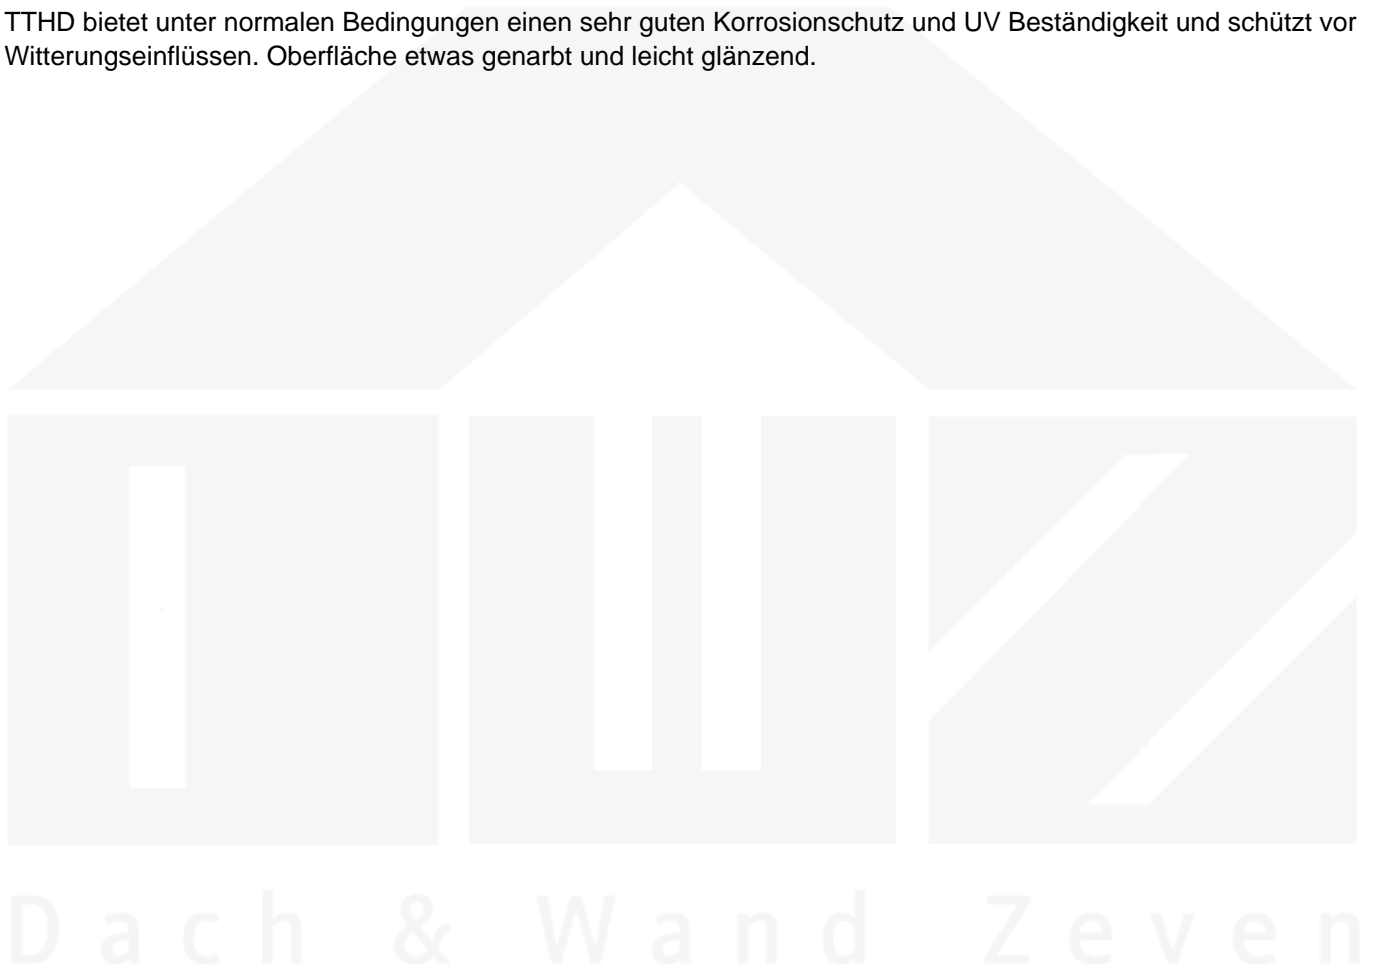 TTHD bietet unter normalen Bedingungen einen sehr guten Korrosionschutz und UV Beständigkeit und schützt vor
Witterungseinflüssen. Oberfläche etwas genarbt und leicht glänzend.
Dach & Wand Zeven